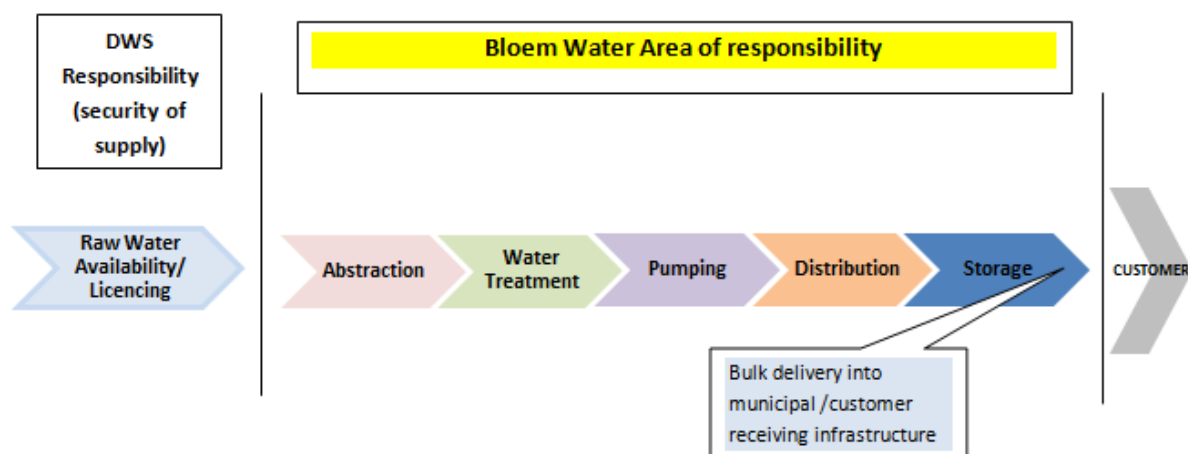 DWS
Responsibility
(security of
supply)
Bloem Water Area of responsibility
Raw Water
Availability/
Licencing
Abstraction
Water
Treatment
Pumping
Distribution
Storage
CUSTOMER
Bulk delivery into
municipal /customer
receiving infrastructure